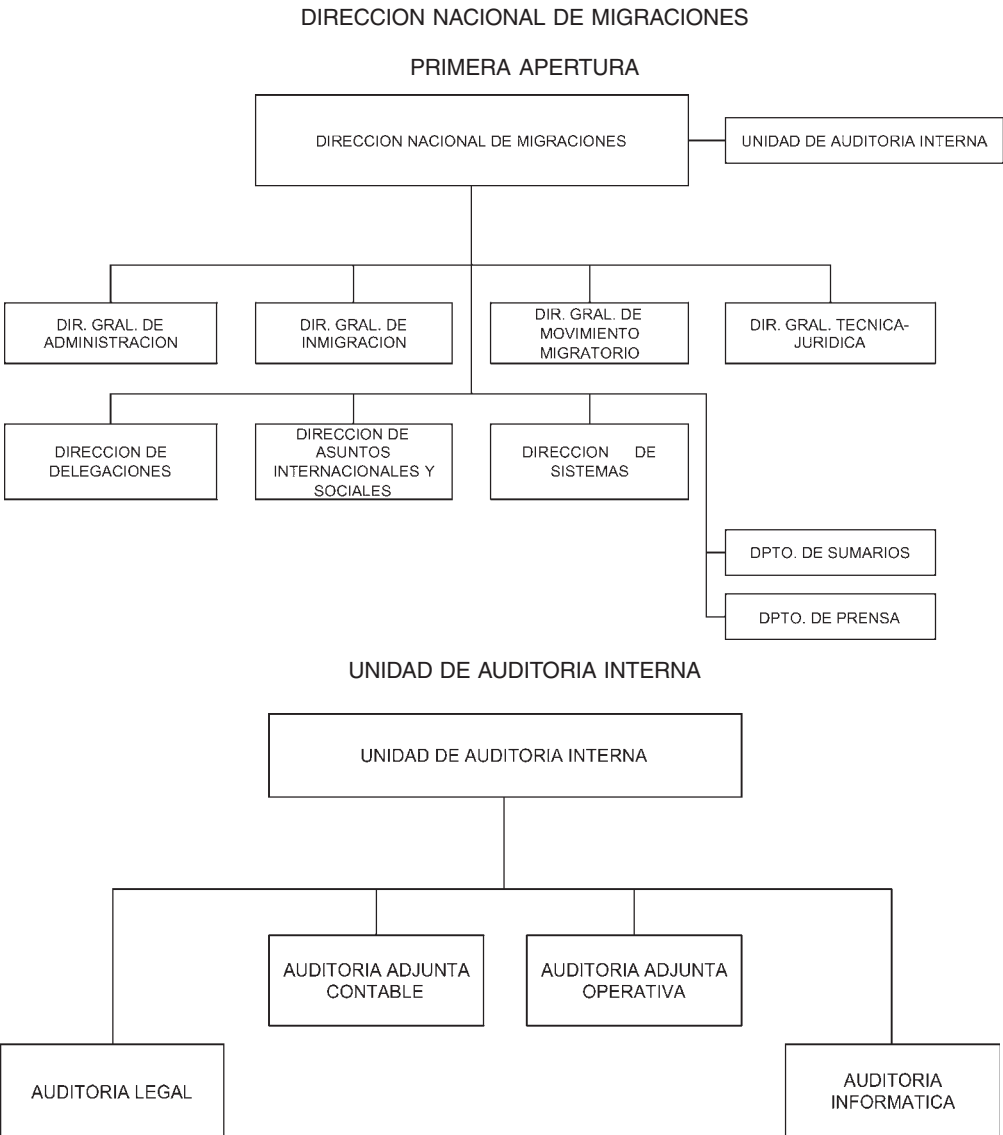 DIRECCION NACIONAL DE MIGRACIONES
PRIMERA APERTURA
DIRECCION NACIONAL DE MIGRACIONES
UNIDAD DE AUDITORIA INTERNA
DIR. GRAL. DE
ADMINISTRACION
DIR. GRAL. DE
INMIGRACION
DIR. GRAL. DE
MOVIMIENTO
MIGRATORIO
DIR. GRAL. TECNICA-
JURIDICA
DIRECCION DE
DELEGACIONES
DIRECCION DE
ASUNTOS
INTERNACIONALES Y
SOCIALES
DIRECCION DE
SISTEMAS
DPTO. DE SUMARIOS
DPTO. DE PRENSA
UNIDAD DE AUDITORIA INTERNA
UNIDAD DE AUDITORIA INTERNA
AUDITORIA ADJUNTA
CONTABLE
AUDITORIA ADJUNTA
OPERATIVA
AUDITORIA LEGAL
AUDITORIA
INFORMATICA